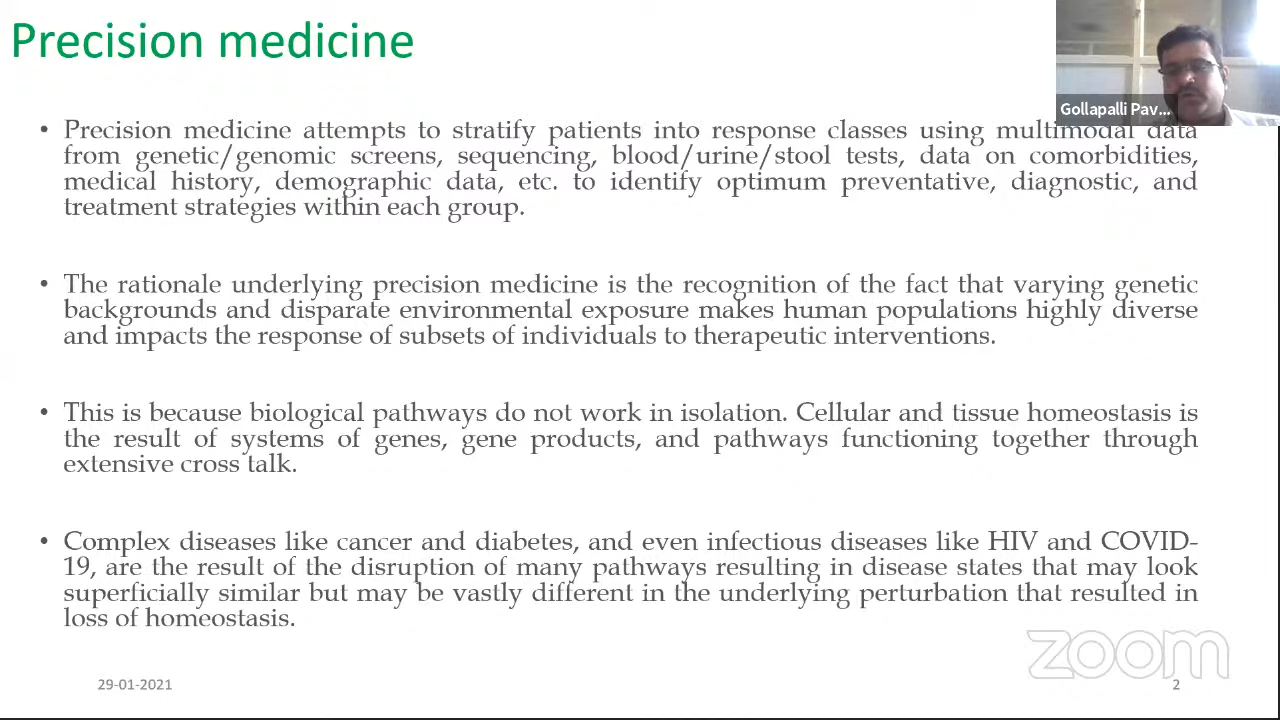 Precision medicine
Gollapalli Pav...
• Precision medicine attempts to stratify patients into response classes using multimodal data
from genetic/genomic screens, sequencing, blood/urine/stool tests, data on comorbidities,
medical history, demographic data, etc. to identify optimum preventative, diagnostic, and
treatment strategies within each group.
• The rationale underlying precision medicine is the recognition of the fact that varying genetic
backgrounds and disparate environmental exposure makes human populations highly diverse
and impacts the response of subsets of individuals to therapeutic interventions.
• This is because biological pathways do not work in isolation. Cellular and tissue homeostasis is
the result of systems of genes, gene products, and pathways functioning together through
extensive cross talk.
• Complex diseases like cancer and diabetes, and even infectious diseases like HIV and COVID-
19, are the result of the disruption of many pathways resulting in disease states that may look
superficially similar but may be vastly different in the underlying perturbation that resulted in
loss of homeostasis.
zoom
29-01-2021
2